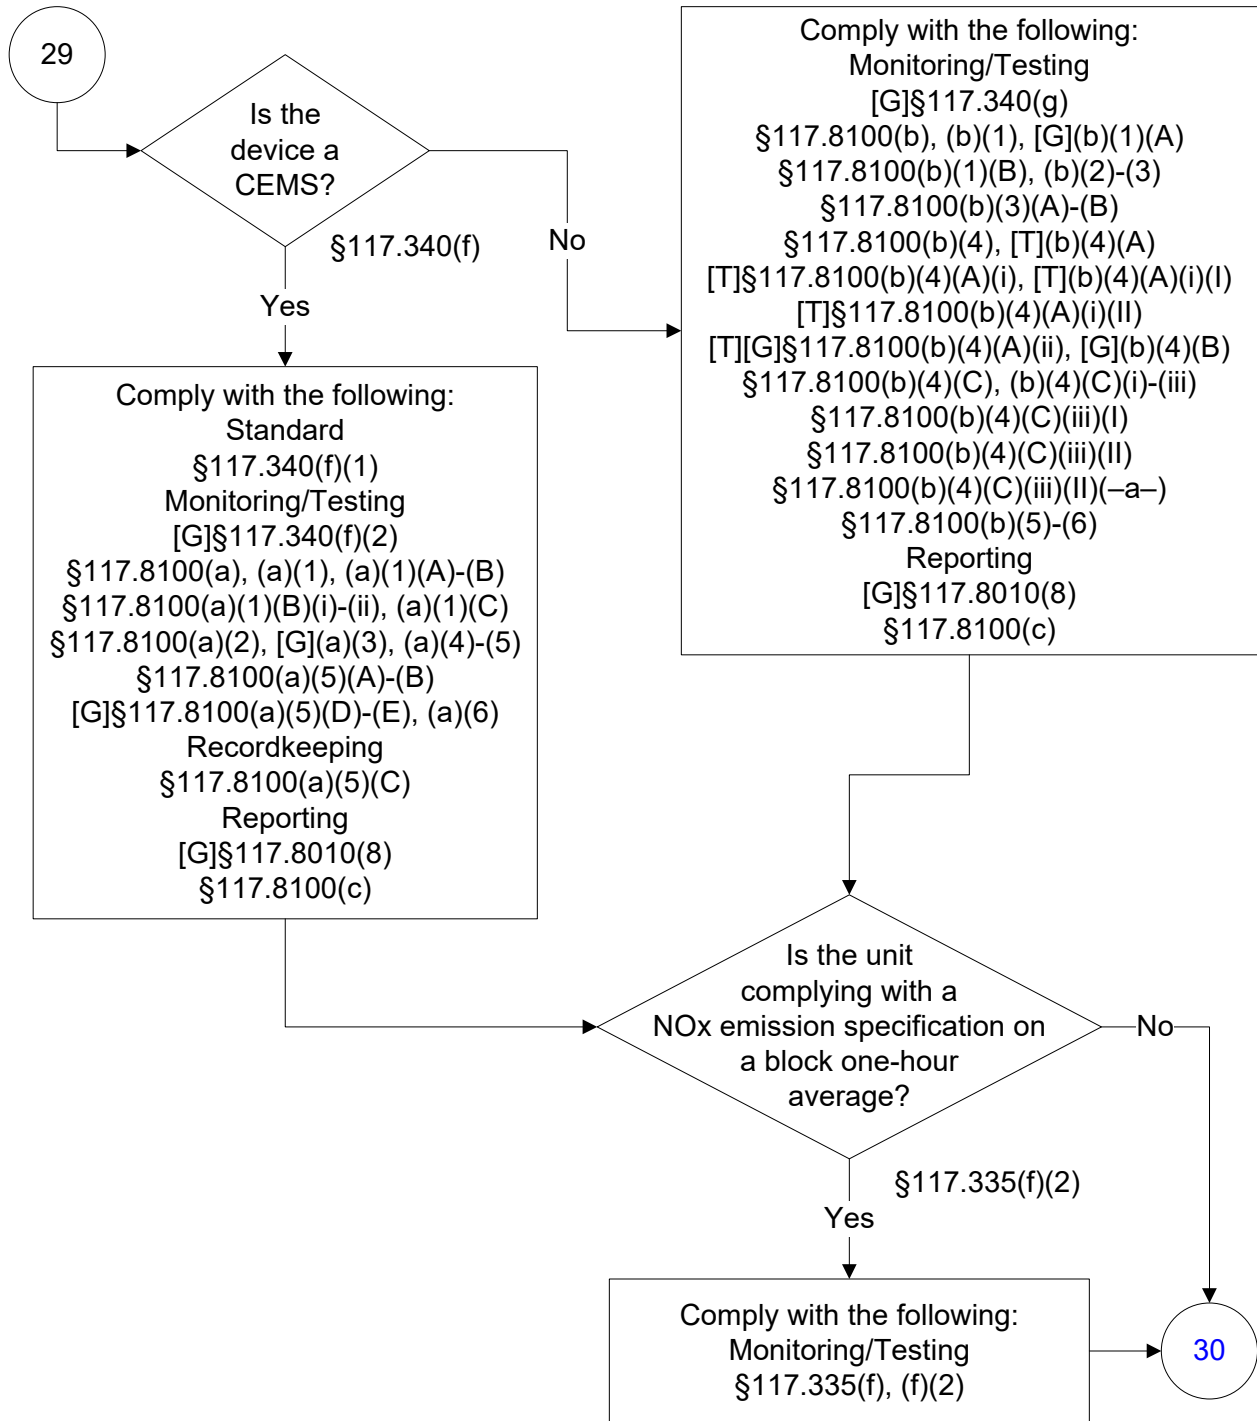 29
Is the
device a
CEMS?
§117.340(f)
No
Yes
Comply with the following:
Monitoring/Testing
[G]§117.340(g)
§117.8100(b), (b)(1), [G](b)(1)(A)
§117.8100(b)(1)(B), (b)(2)-(3)
§117.8100(b)(3)(A)-(B)
§117.8100(b)(4), [T](b)(4)(A)
[T]§117.8100(b)(4)(A)(i), [T](b)(4)(A)(i)(I)
[T]§117.8100(b)(4)(A)(i)(II)
[T][G]§117.8100(b)(4)(A)(ii), [G](b)(4)(B)
§117.8100(b)(4)(C), (b)(4)(C)(i)-(iii)
§117.8100(b)(4)(C)(iii)(I)
§117.8100(b)(4)(C)(iii)(II)
§117.8100(b)(4)(C)(iii)(II)(–a–)
§117.8100(b)(5)-(6)
Reporting
[G]§117.8010(8)
§117.8100(c)
Comply with the following:
Standard
§117.340(f)(1)
Monitoring/Testing
[G]§117.340(f)(2)
§117.8100(a), (a)(1), (a)(1)(A)-(B)
§117.8100(a)(1)(B)(i)-(ii), (a)(1)(C)
§117.8100(a)(2), [G](a)(3), (a)(4)-(5)
§117.8100(a)(5)(A)-(B)
[G]§117.8100(a)(5)(D)-(E), (a)(6)
Recordkeeping
§117.8100(a)(5)(C)
Reporting
[G]§117.8010(8)
§117.8100(c)
Is the unit
complying with a
NOx emission specification on
a block one-hour
average?
No
§117.335(f)(2)
Yes
Comply with the following:
Monitoring/Testing
§117.335(f), (f)(2)
30